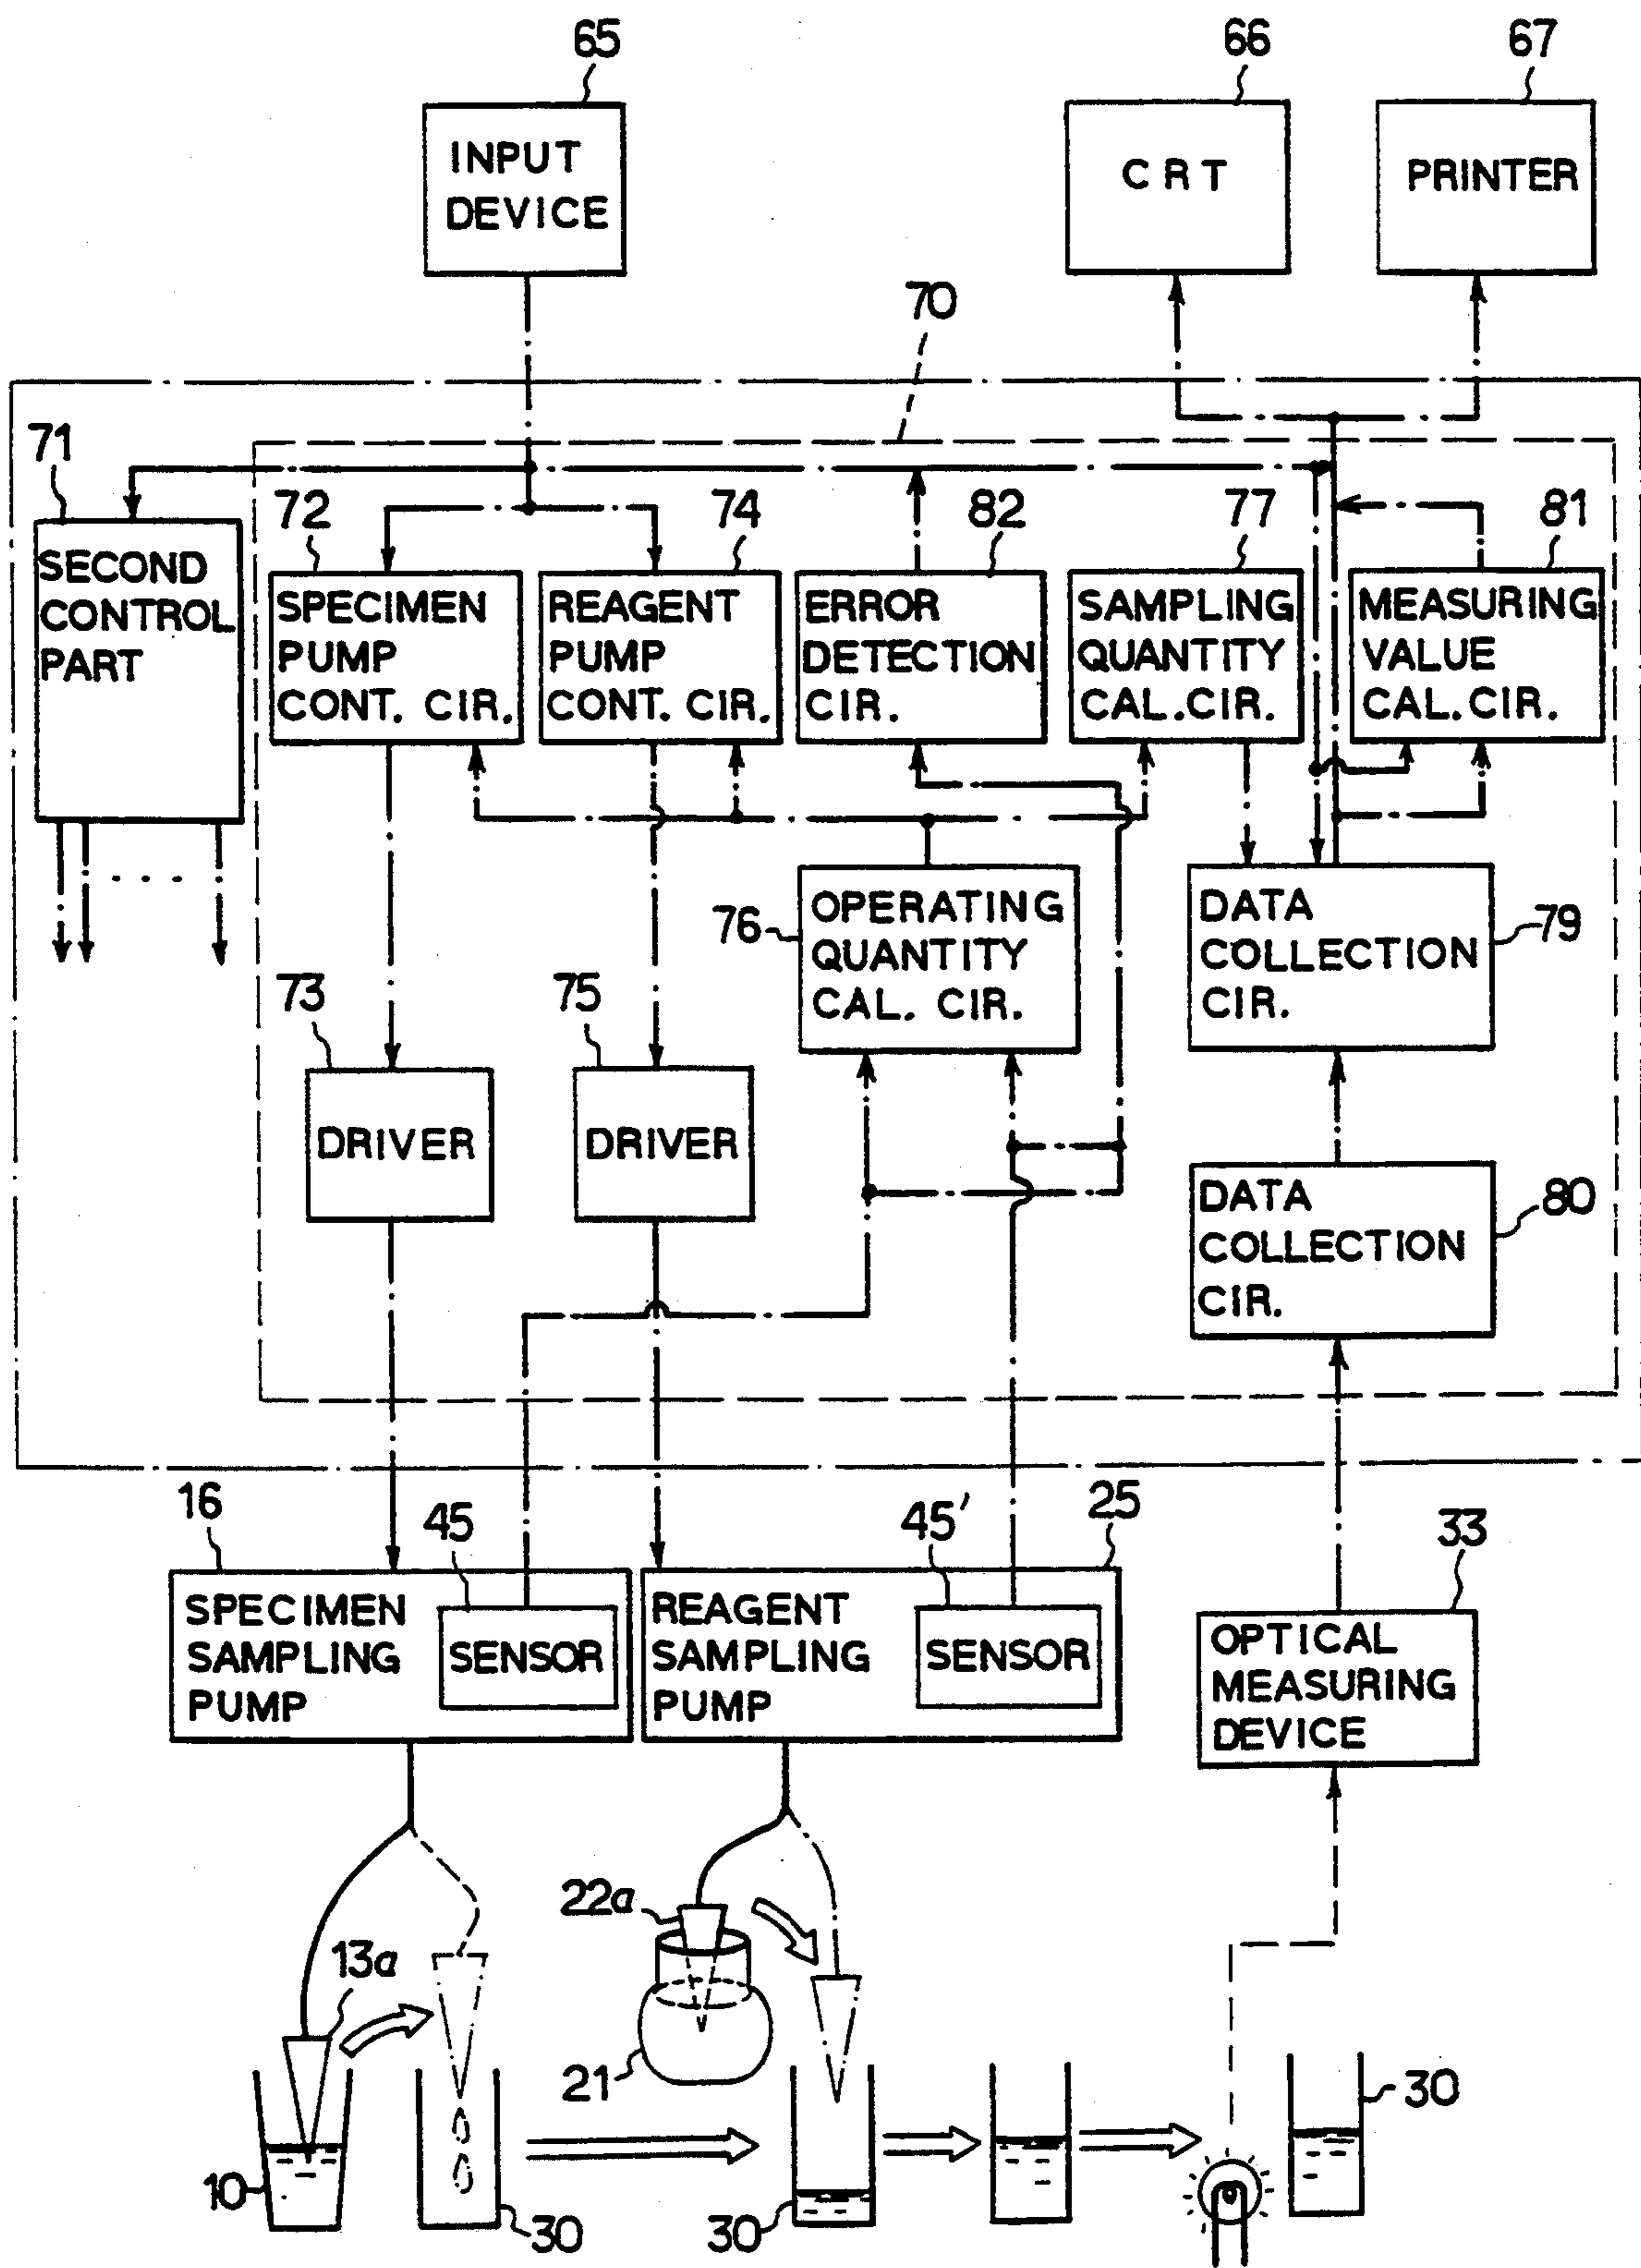 65
66
67
INPUT
DEVICE
CRT
PRINTER
70
71
72
74
82
77
81
SECOND
CONTROL
PART
SPECIMEN
PUMP
CONT. CIR.
REAGENT
PUMP
CONT. CIR.
ERROR
DETECTION
CIR.
SAMPLING
QUANTITY
CAL. CIR.
MEASURING
VALUE
CAL. CIR.
76
OPERATING
QUANTITY
CAL. CIR.
DATA
COLLECTION
CIR.
79
73
75
DRIVER
DRIVER
DATA
COLLECTION
CIR.
80
16
45
45'
25
33
SPECIMEN
SAMPLING
PUMP
SENSOR
REAGENT
SAMPLING
PUMP
SENSOR
OPTICAL
MEASURING
DEVICE
22a
13a
21
30
10
30
30